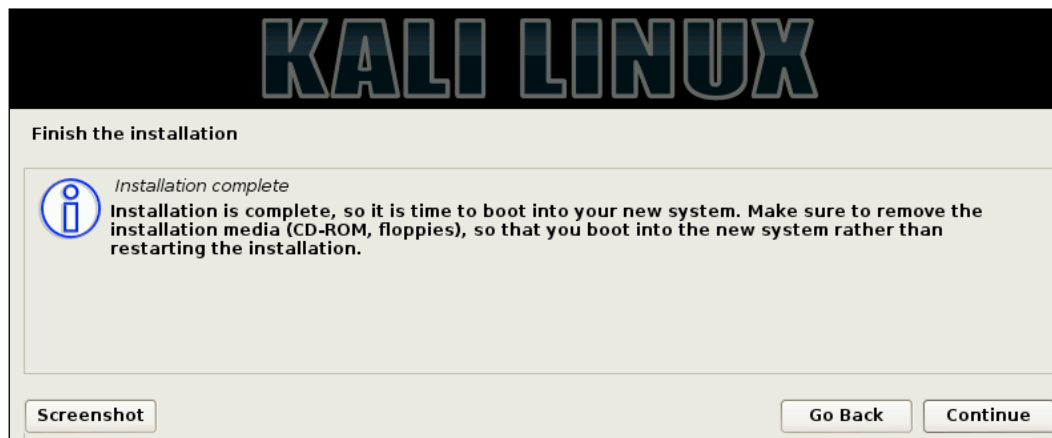 KALI LINUX
Finish the installation
Installation complete
Installation is complete, so it is time to boot into your new system. Make sure to remove the
installation media (CD-ROM, floppies), so that you boot into the new system rather than
restarting the installation.
Screenshot
Go Back
Continue